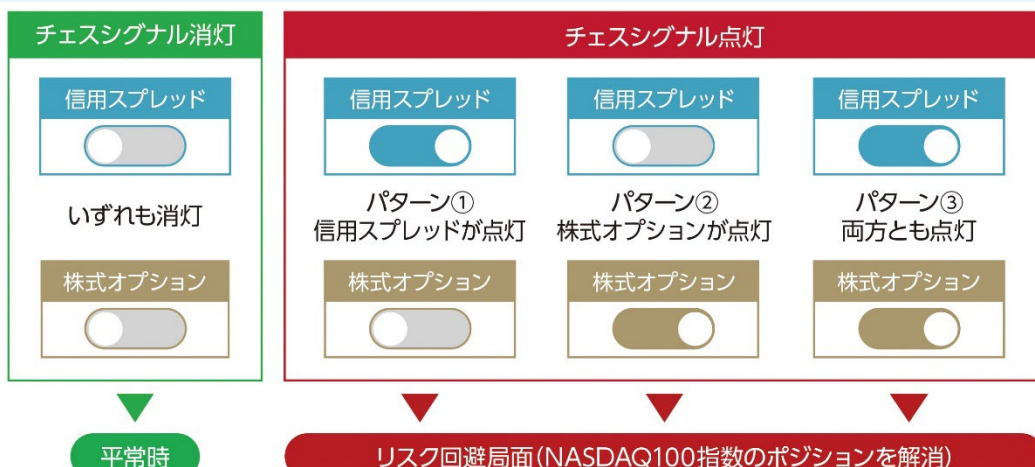 チェスシグナル消灯
信用スプレッド
いずれも消灯
株式オプション
平常時
チェスシグナル点灯
信用スプレッド
パターン①
信用スプレッドが点灯
株式オプション
信用スプレッド
パターン②
株式オプションが点灯
株式オプション
信用スプレッド
パターン③
両方とも点灯
株式オプション
リスク回避局面(NASDAQ100指数のポジションを解消)